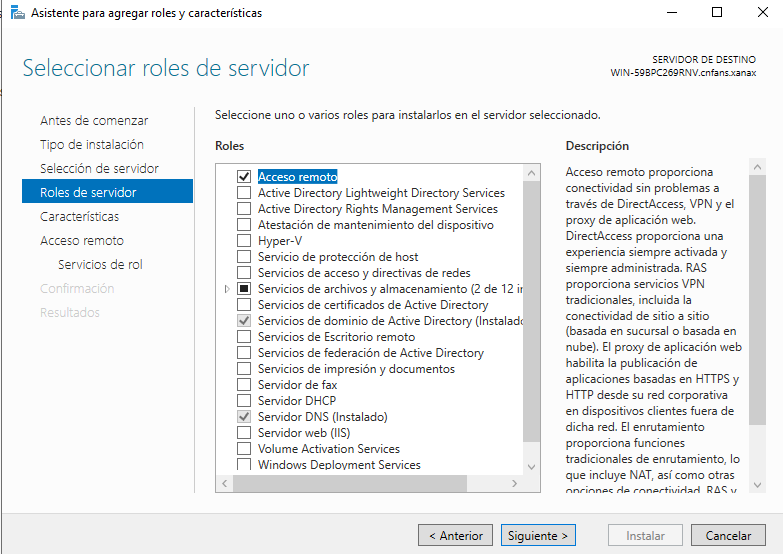 Asistente para agregar roles y características
Seleccionar roles de servidor
SERVIDOR DE DESTINO
WIN-59BPC269RNV.cnfans.xanax
Antes de comenzar
Tipo de instalación
Selección de servidor
Roles de servidor
Características
Acceso remoto
Servicios de rol
Confirmación
Resultados
Seleccione uno o varios roles para instalarlos en el servidor seleccionado.
Roles
Acceso remoto
Active Directory Lightweight Directory Services
Active Directory Rights Management Services
Atestación de mantenimiento del dispositivo
Hyper-V
Servicio de protección de host
Servicios de acceso y directivas de redes
Servicios de archivos y almacenamiento (2 de 12 in
Servicios de certificados de Active Directory
Servicios de dominio de Active Directory (Instalado
Servicios de Escritorio remoto
Servicios de federación de Active Directory
Servicios de impresión y documentos
Servidor de fax
Servidor DHCP
Servidor DNS (Instalado)
Servidor web (IIS)
Volume Activation Services
Windows Deployment Services
Descripción
Acceso remoto proporciona
conectividad sin problemas a
través de DirectAccess, VPN y el
proxy de aplicación web.
DirectAccess proporciona una
experiencia siempre activa y
siempre administrada. RAS
proporciona servicios VPN
tradicionales, incluida la
conectividad de sitio a sitio
(basada en sucursal o basada en
nube). El proxy de aplicación web
habilita la publicación de
aplicaciones basadas en HTTPS y
HTTP desde su red corporativa
en dispositivos clientes fuera de
dicha red. El enrutamiento
proporciona funciones
tradicionales de enrutamiento, lo
que incluye NAT, así como otras
opciones de conectividad. RAS y
< Anterior
Siguiente >
Instalar
Cancelar